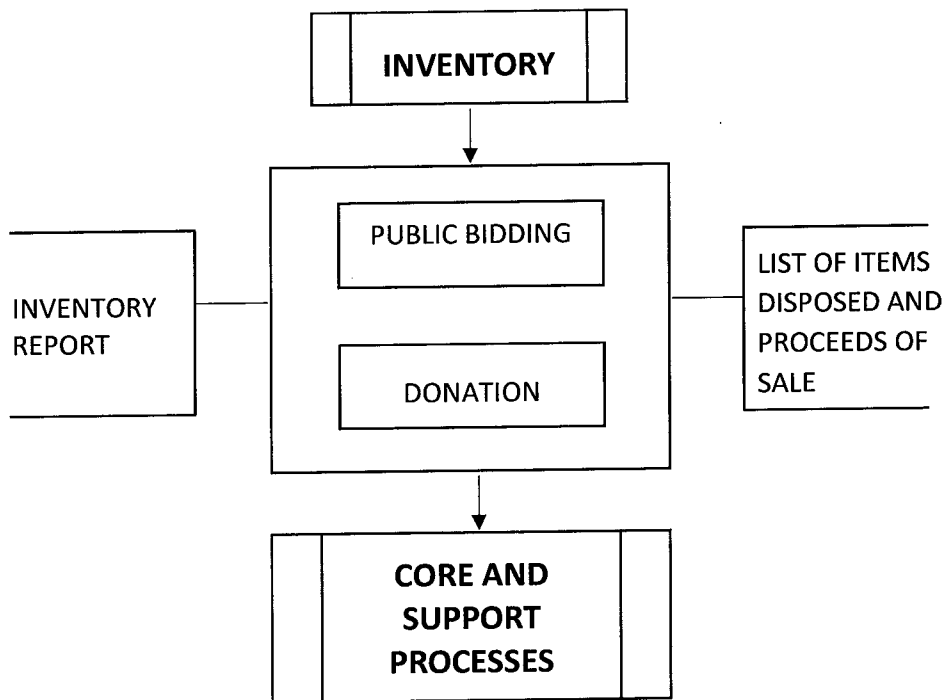 INVENTORY
PUBLIC BIDDING
INVENTORY
REPORT
DONATION
LIST OF ITEMS
DISPOSED AND
PROCEEDS OF
SALE
CORE AND
SUPPORT
PROCESSES